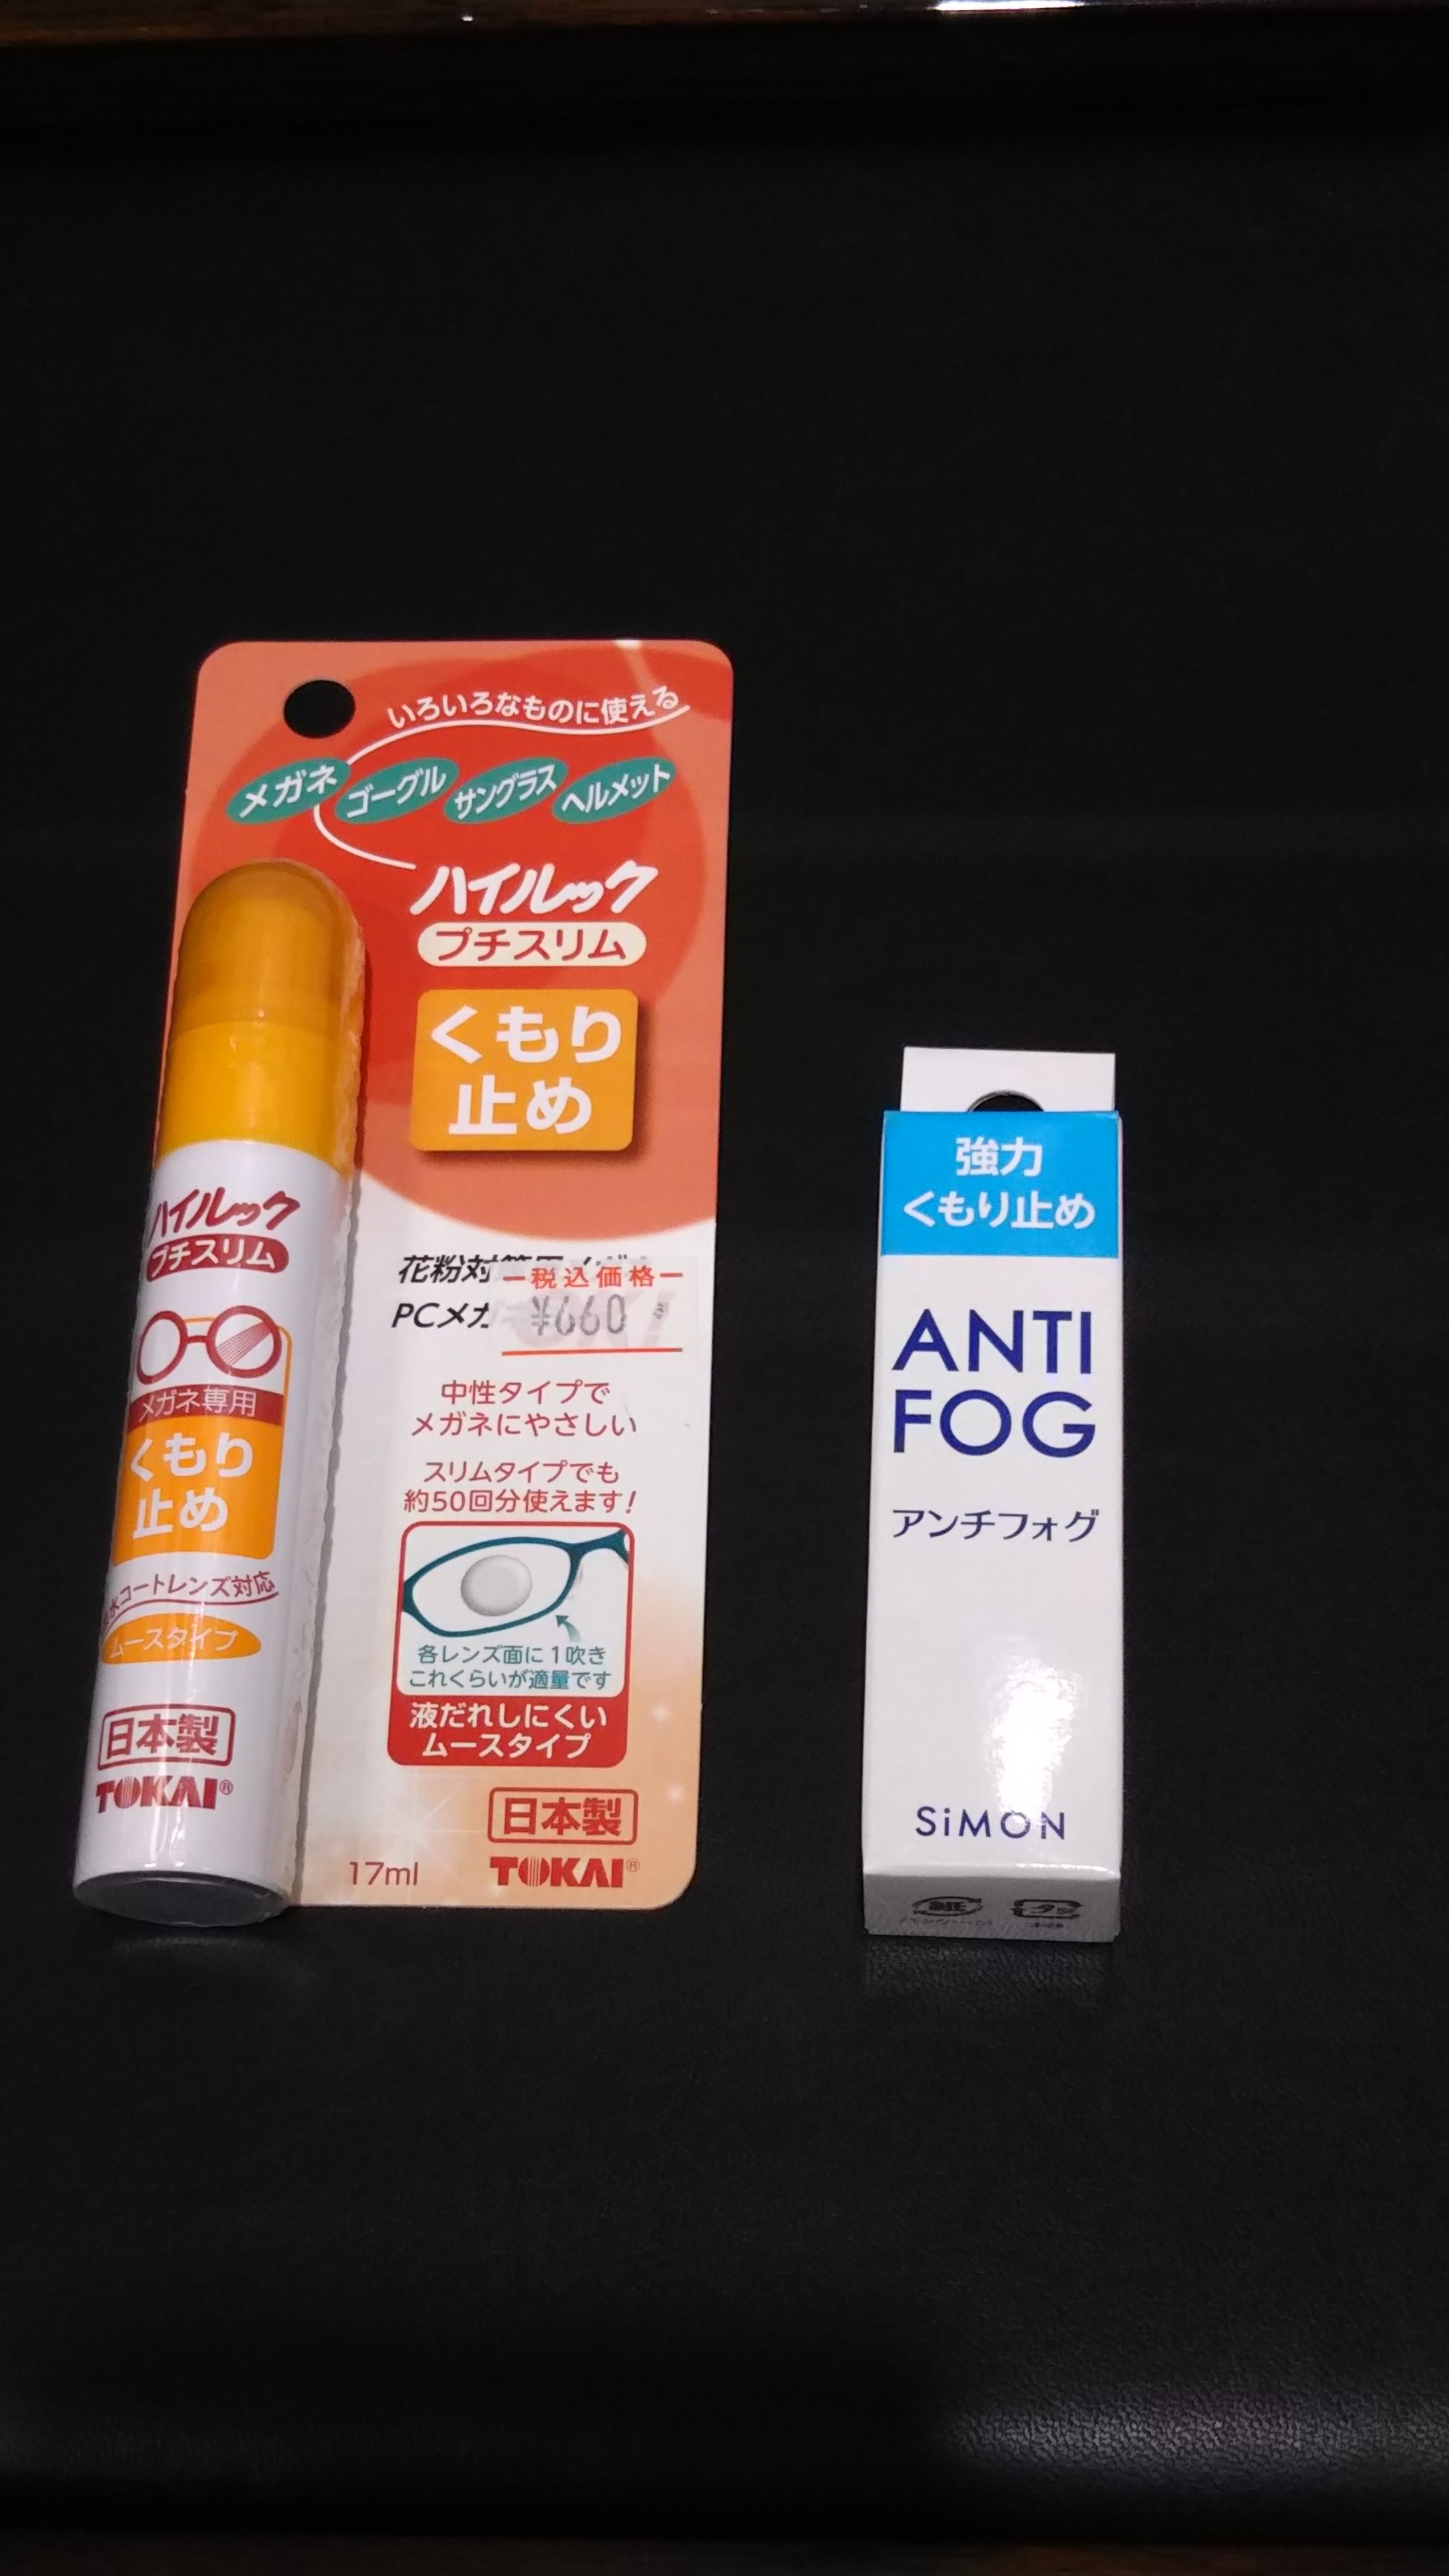 いろいろなものに使える
メガネ ゴーグル サングラス ヘルメット
ハイルック
プチスリム
くもり
止め
花粉対
PCメガ
税込価格
¥660
中性タイプで
メガネにやさしい
スリムタイプでも
約50回分使えます!
各レンズ面に1吹き
これくらいが適量です
液だれしにくい
ムースタイプ
日本製
17ml
TOKAI®
ハイルック
プチスリム
メガネ専用
くもり
止め
水コートレンズ対応
ムースタイプ
日本製
TOKAI®
強力
くもり止め
ANTI
FOG
アンチフォグ
SiMON
紙